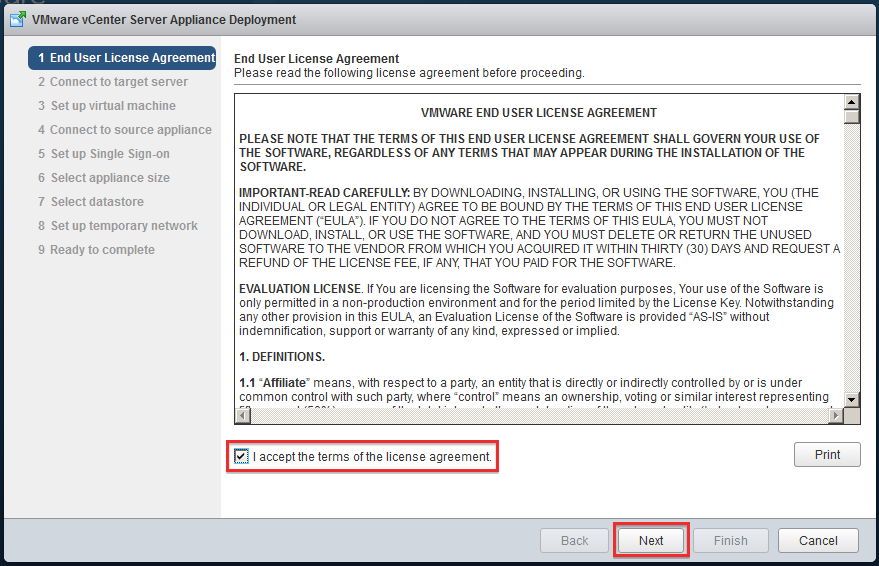 ware
VMware vCenter Server Appliance Deployment
1 End User License Agreement
2 Connect to target server
3 Set up virtual machine
4 Connect to source appliance
5 Set up Single Sign-on
6 Select appliance size
7 Select datastore
8 Set up temporary network
9 Ready to complete
End User License Agreement
Please read the following license agreement before proceeding.
VMWARE END USER LICENSE AGREEMENT
PLEASE NOTE THAT THE TERMS OF THIS END USER LICENSE AGREEMENT SHALL GOVERN YOUR USE OF
THE SOFTWARE, REGARDLESS OF ANY TERMS THAT MAY APPEAR DURING THE INSTALLATION OF THE
SOFTWARE.
IMPORTANT-READ CAREFULLY: BY DOWNLOADING, INSTALLING, OR USING THE SOFTWARE, YOU (THE
INDIVIDUAL OR LEGAL ENTITY) AGREE TO BE BOUND BY THE TERMS OF THIS END USER LICENSE
AGREEMENT (“EULA”). IF YOU DO NOT AGREE TO THE TERMS OF THIS EULA, YOU MUST NOT
DOWNLOAD, INSTALL, OR USE THE SOFTWARE, AND YOU MUST DELETE OR RETURN THE UNUSED
SOFTWARE TO THE VENDOR FROM WHICH YOU ACQUIRED IT WITHIN THIRTY (30) DAYS AND REQUEST A
REFUND OF THE LICENSE FEE, IF ANY, THAT YOU PAID FOR THE SOFTWARE.
EVALUATION LICENSE. If You are licensing the Software for evaluation purposes, Your use of the Software is
only permitted in a non-production environment and for the period limited by the License Key. Notwithstanding
any other provision in this EULA, an Evaluation License of the Software is provided “AS-IS” without
indemnification, support or warranty of any kind, expressed or implied.
1. DEFINITIONS.
1.1 “Affiliate” means, with respect to a party, an entity that is directly or indirectly controlled by or is under
common control with such party, where “control” means an ownership, voting or similar interest representing
I accept the terms of the license agreement.
Print
Back
Next
Finish
Cancel